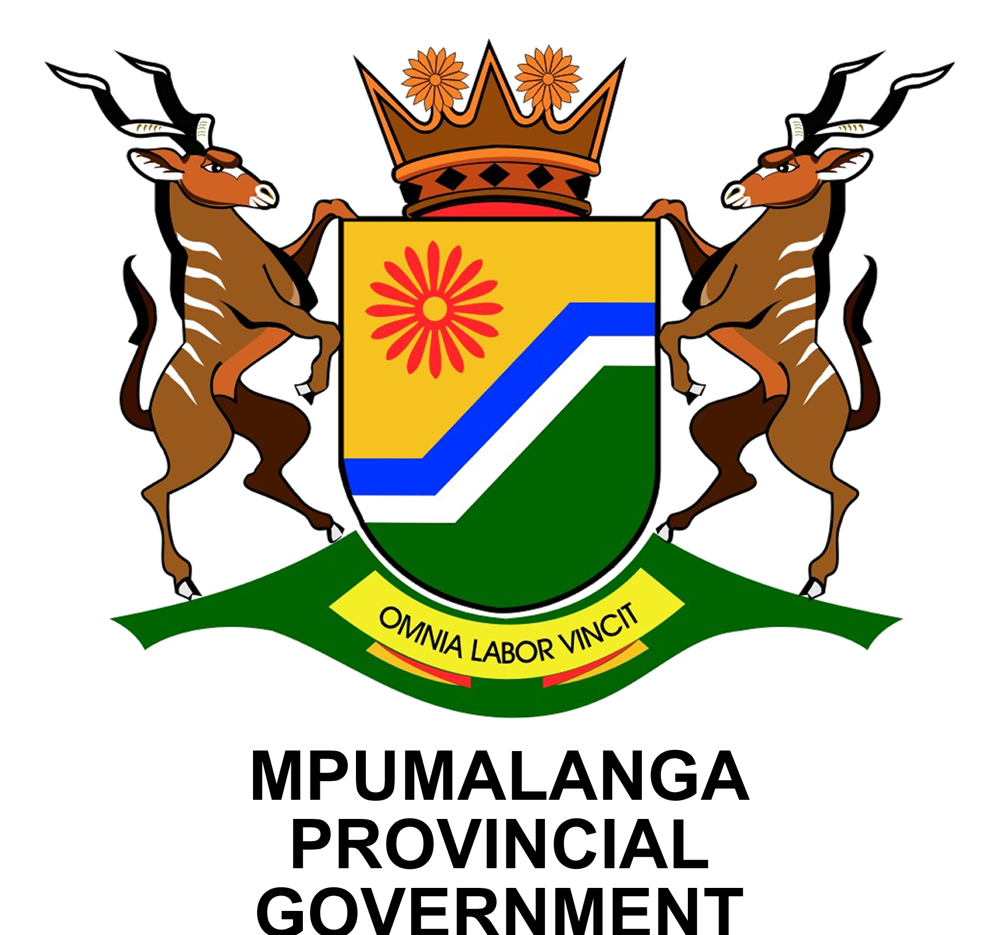 OMNIA LABOR VINCIT
MPUMALANGA
PROVINCIAL
GOVERNMENT